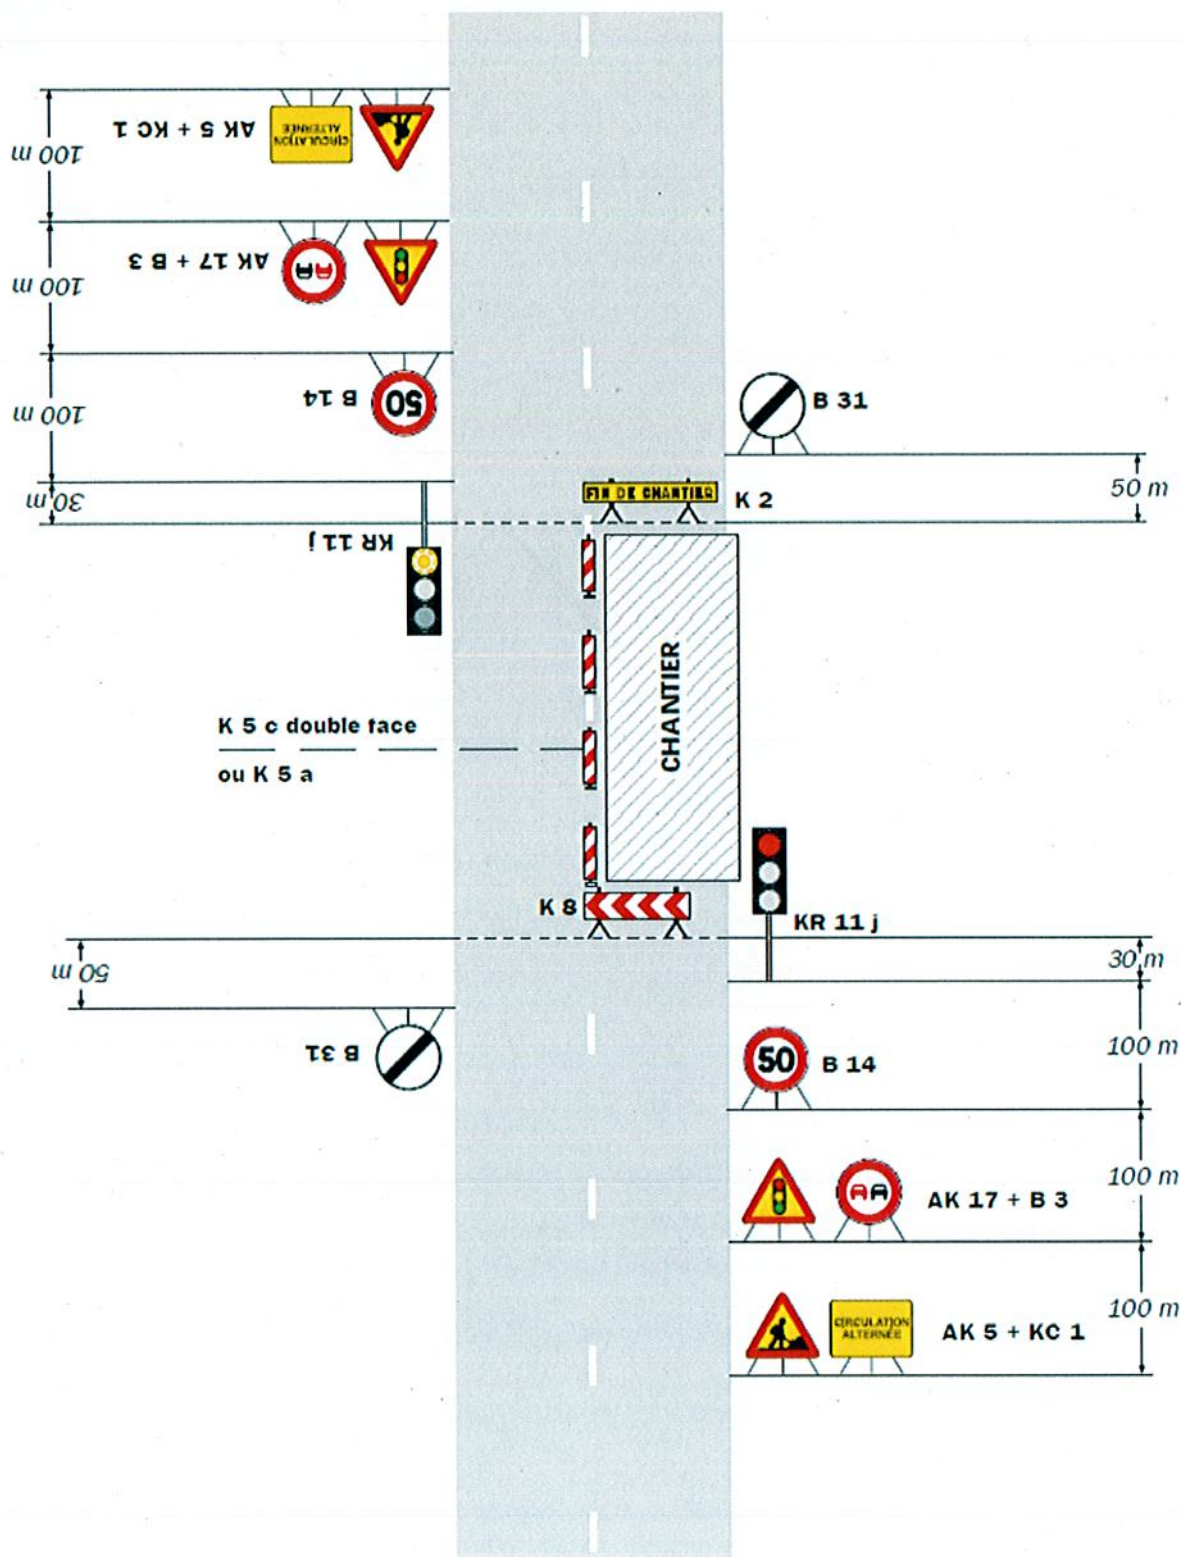 AK 5 + KC 1
CIRCULATION
ALTERNÉE
100 m
AK 17 + B 3
100 m
B 14
50
100 m
B 31
30 m
FIN DE CHANTIER
K 2
50 m
KR 11 j
CHANTIER
K 5 c double face
ou K 5 a
K 8
KR 11 j
50 m
30 m
B 31
50
B 14
100 m
AK 17 + B 3
100 m
CIRCULATION
ALTERNÉE
AK 5 + KC 1
100 m